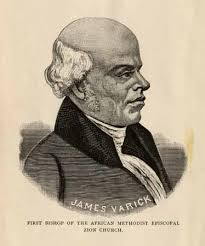 JAMES VARICK
FIRST BISHOP OF THE AFRICAN METHODIST EPISCOPAL
ZION CHURCH.